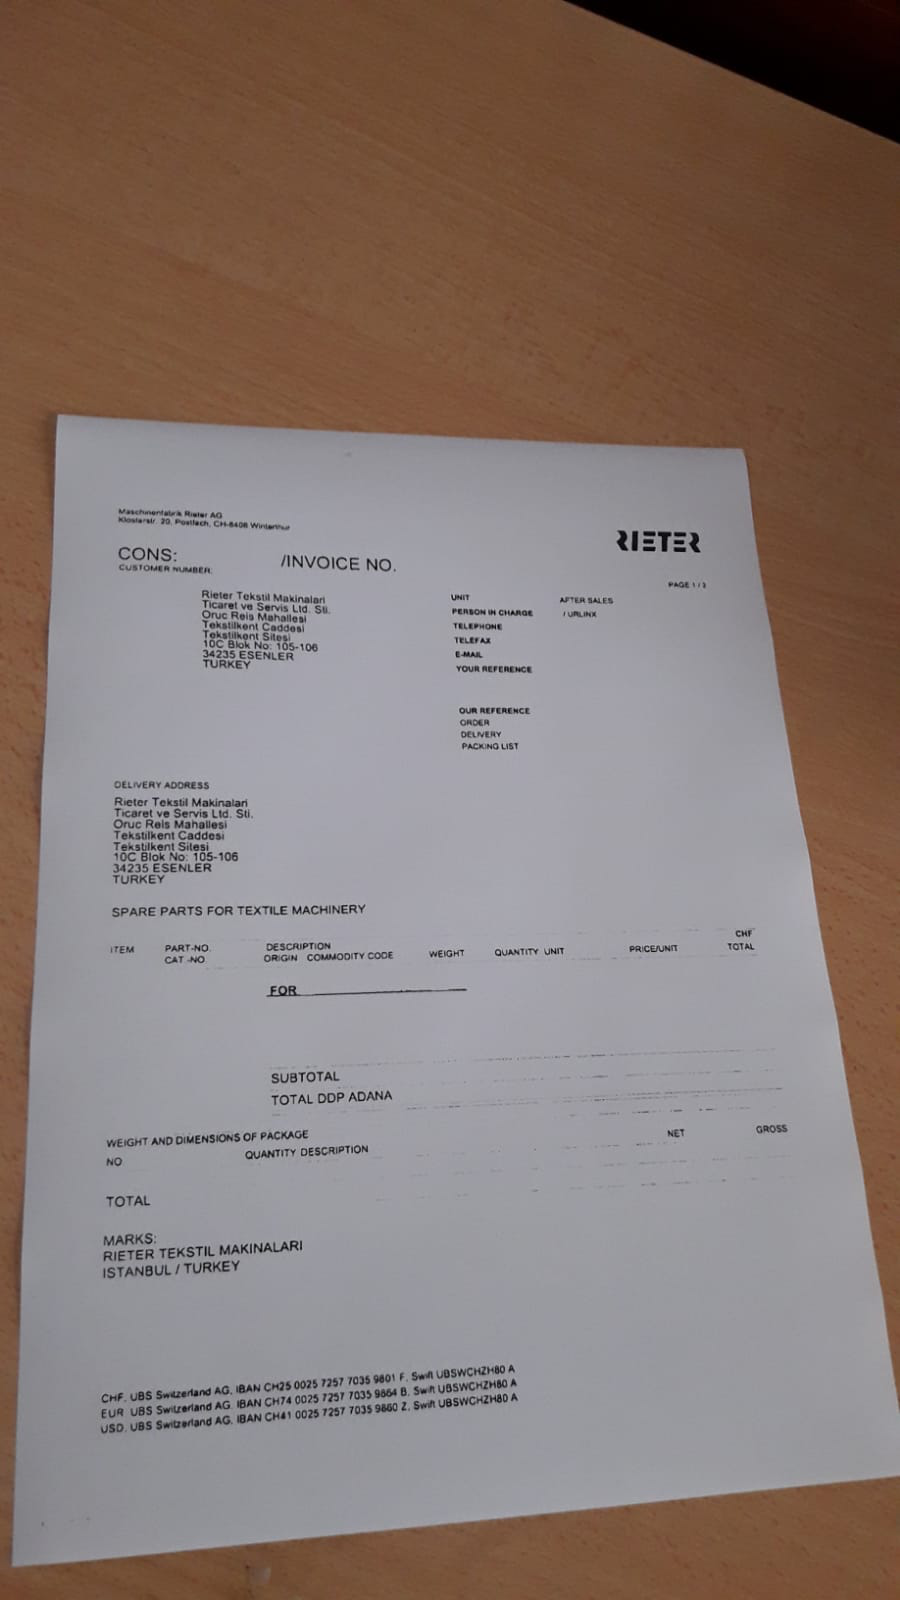 Maschinenfabrik Rieter AG
Klosterstr. 20, Postfach, CH-8406 Winterthur
RIETER
CONS: /INVOICE NO.
CUSTOMER NUMBER:
PAGE 1 / 2
Rieter Tekstil Makinalari
Ticaret ve Servis Ltd. Sti.
Oruc Reis Mahallesi
Tekstilkent Caddesi
Tekstilkent Sitesi
10C Blok No: 105-106
34235 ESENLER
TURKEY
UNIT AFTER SALES
PERSON IN CHARGE / URLINX
TELEPHONE
TELEFAX
E-MAIL
YOUR REFERENCE
OUR REFERENCE
ORDER
DELIVERY
PACKING LIST
DELIVERY ADDRESS
Rieter Tekstil Makinalari
Ticaret ve Servis Ltd. Sti.
Oruc Reis Mahallesi
Tekstilkent Caddesi
Tekstilkent Sitesi
10C Blok No: 105-106
34235 ESENLER
TURKEY
SPARE PARTS FOR TEXTILE MACHINERY
CHF
ITEM PART-NO. DESCRIPTION
CAT-NO. ORIGIN COMMODITY CODE WEIGHT QUANTITY UNIT PRICE/UNIT TOTAL
FOR
SUBTOTAL
TOTAL DDP ADANA
WEIGHT AND DIMENSIONS OF PACKAGE
NO QUANTITY DESCRIPTION NET GROSS
TOTAL
MARKS:
RIETER TEKSTIL MAKINALARI
ISTANBUL / TURKEY
CHF, UBS Switzerland AG, IBAN CH25 0025 7257 7035 9801 F, Swift UBSWCHZH80 A
EUR UBS Switzerland AG, IBAN CH74 0025 7257 7035 9864 B, Swift UBSWCHZH80 A
USD, UBS Switzerland AG, IBAN CH41 0025 7257 7035 9860 Z, Swift UBSWCHZH80 A